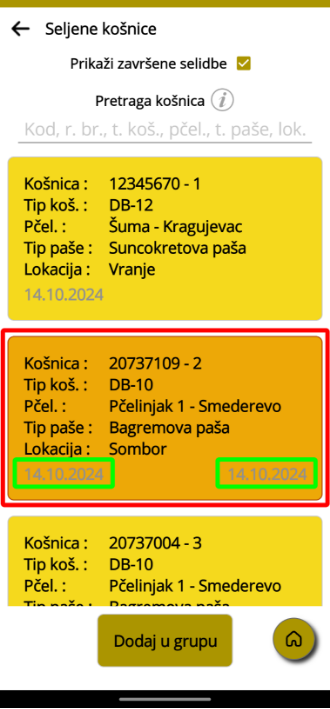 Seljene košnice
Prikaži završene selidbe
Pretraga košnica i
Kod, r. br., t. koš., pčel., t. paše, lok.
Košnica : 12345670 - 1
Tip koš. : DB-12
Pčel. : Šuma - Kragujevac
Tip paše : Suncokretova paša
Lokacija : Vranje
14.10.2024
Košnica : 20737109 - 2
Tip koš. : DB-10
Pčel. : Pčelinjak 1 - Smederevo
Tip paše : Bagremova paša
Lokacija : Sombor
14.10.2024 14.10.2024
Košnica : 20737004 - 3
Tip koš. : DB-10
Pčel. : Pčelinjak 1 - Smederevo
Tip paše : Bagremova paša
Dodaj u grupu